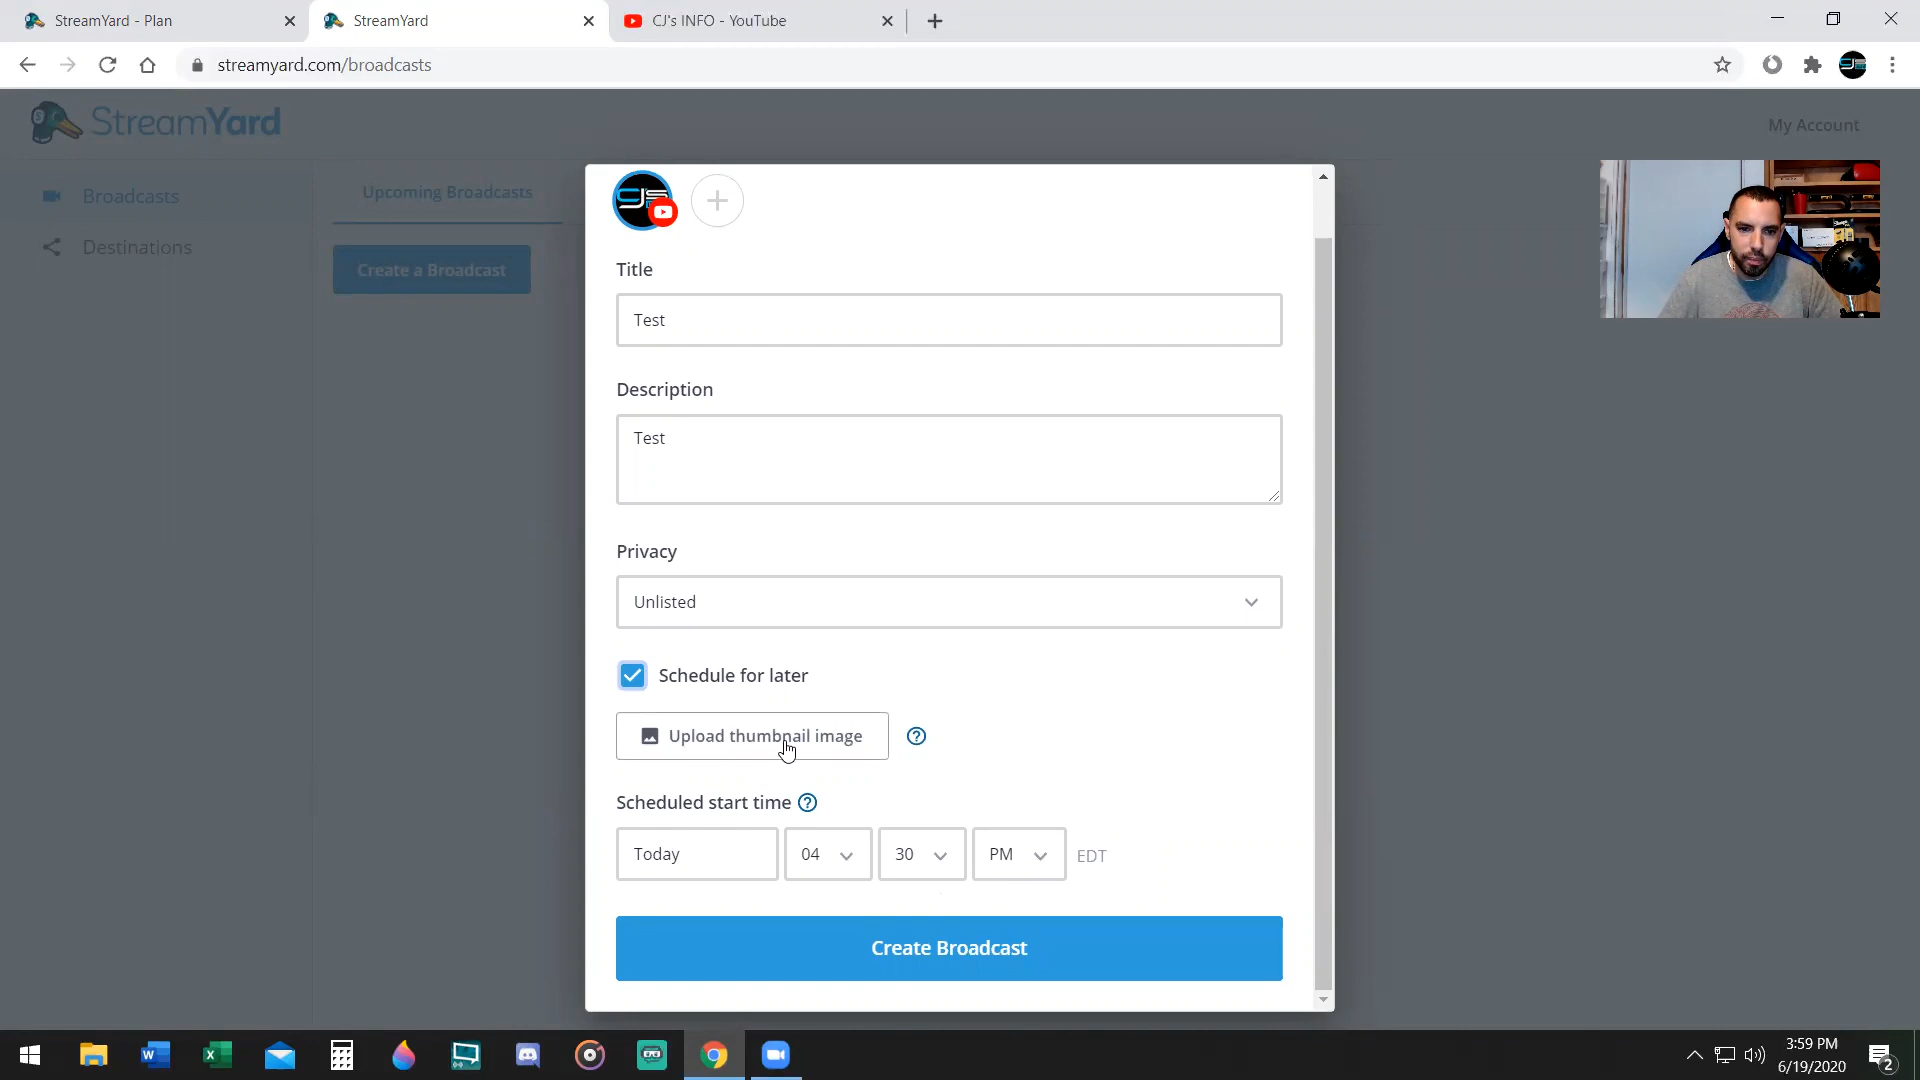 StreamYard - Plan
StreamYard
CJ's INFO - YouTube
streamyard.com/broadcasts
StreamYard
My Account
Broadcasts
Destinations
Upcoming Broadcasts
Create a Broadcast
CJ'S
Title
Test
Description
Test
Privacy
Unlisted
Schedule for later
Upload thumbnail image
Scheduled start time
Today
04
30
PM
EDT
Create Broadcast
3:59 PM
6/19/2020
2